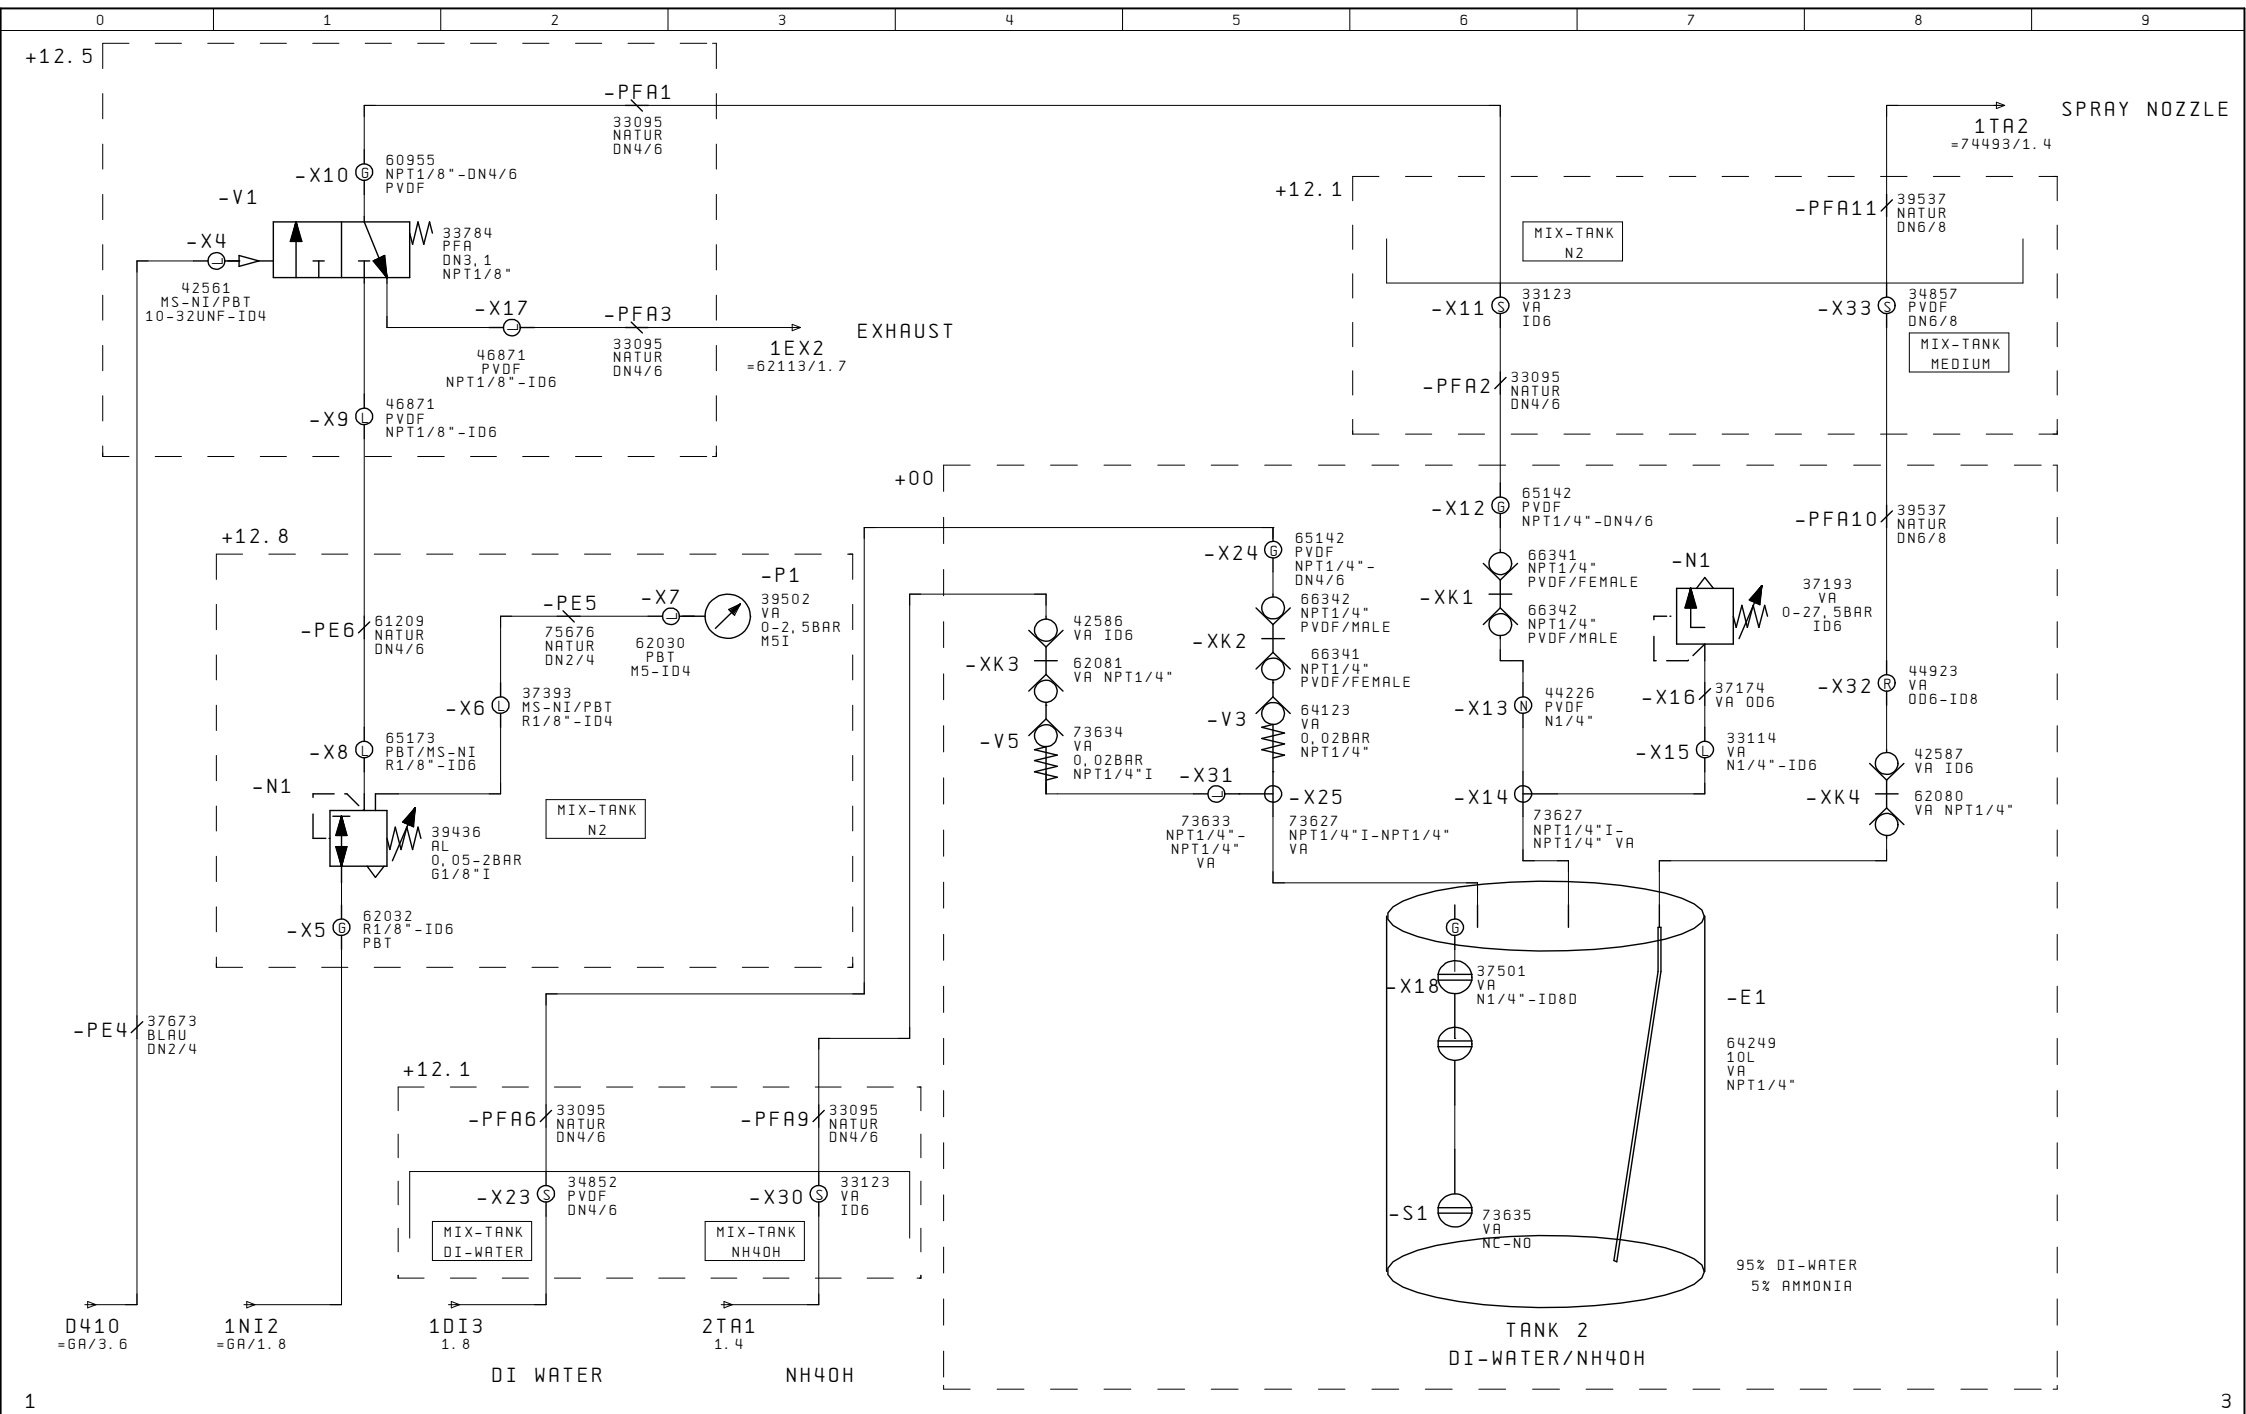 0 1 2 3 4 5 6 7 8 9
+12.5
-PFA1
33095
NATUR
DN4/6
-X10
60955
NPT1/8"-DN4/6
PVDF
-V1
33784
PFA
DN3,1
NPT1/8"
-X4
42561
MS-NI/PBT
10-32UNF-ID4
-X17
46871
PVDF
NPT1/8"-ID6
-PFA3
33095
NATUR
DN4/6
1EX2
=62113/1.7
EXHAUST
-X9
46871
PVDF
NPT1/8"-ID6
SPRAY NOZZLE
1TA2
=74493/1.4
+12.1
-PFA11
39537
NATUR
DN6/8
MIX-TANK
N2
-X11
33123
VA
ID6
-X33
34857
PVDF
DN6/8
MIX-TANK
MEDIUM
-PFA2
33095
NATUR
DN4/6
+12.8
-PE6
61209
NATUR
DN4/6
-PE5
75676
NATUR
DN2/4
-X7
62030
PBT
M5-ID4
-P1
39502
VA
0-2,5BAR
M5I
-X6
37393
MS-NI/PBT
R1/8"-ID4
-X8
65173
PBT/MS-NI
R1/8"-ID6
-N1
39436
AL
0,05-2BAR
G1/8"I
MIX-TANK
N2
-X5
62032
R1/8"-ID6
PBT
+00
-X12
65142
PVDF
NPT1/4"-DN4/6
-PFA10
39537
NATUR
DN6/8
-X24
65142
PVDF
NPT1/4"-
DN4/6
66342
NPT1/4"
PVDF/MALE
-XK2
66341
NPT1/4"
PVDF/FEMALE
-XK1
66341
NPT1/4"
PVDF/FEMALE
66342
NPT1/4"
PVDF/MALE
-N1
37193
VA
0-27,5BAR
ID6
42586
VA ID6
-XK3
62081
VA NPT1/4"
-V5
73634
VA
0,02BAR
NPT1/4"I
-V3
64123
VA
0,02BAR
NPT1/4"
-X13
44226
PVDF
N1/4"
-X16
37174
VA OD6
-X32
44923
VA
OD6-ID8
-X15
33114
VA
N1/4"-ID6
42587
VA ID6
-XK4
62080
VA NPT1/4"
-X31
73633
NPT1/4"-
NPT1/4"
VA
-X25
73627
NPT1/4"I-NPT1/4"
VA
-X14
73627
NPT1/4"I-
NPT1/4" VA
G
-X18
37501
VA
N1/4"-ID8D
-E1
64249
10L
VA
NPT1/4"
-S1
73635
VA
NC-NO
95% DI-WATER
5% AMMONIA
TANK 2
DI-WATER/NH4OH
-PE4
37673
BLAU
DN2/4
+12.1
-PFA6
33095
NATUR
DN4/6
-PFA9
33095
NATUR
DN4/6
-X23
34852
PVDF
DN4/6
-X30
33123
VA
ID6
MIX-TANK
DI-WATER
MIX-TANK
NH4OH
D410
=GA/3.6
1NI2
=GA/1.8
1DI3
1.8
2TA1
1.4
DI WATER
NH4OH
1
3